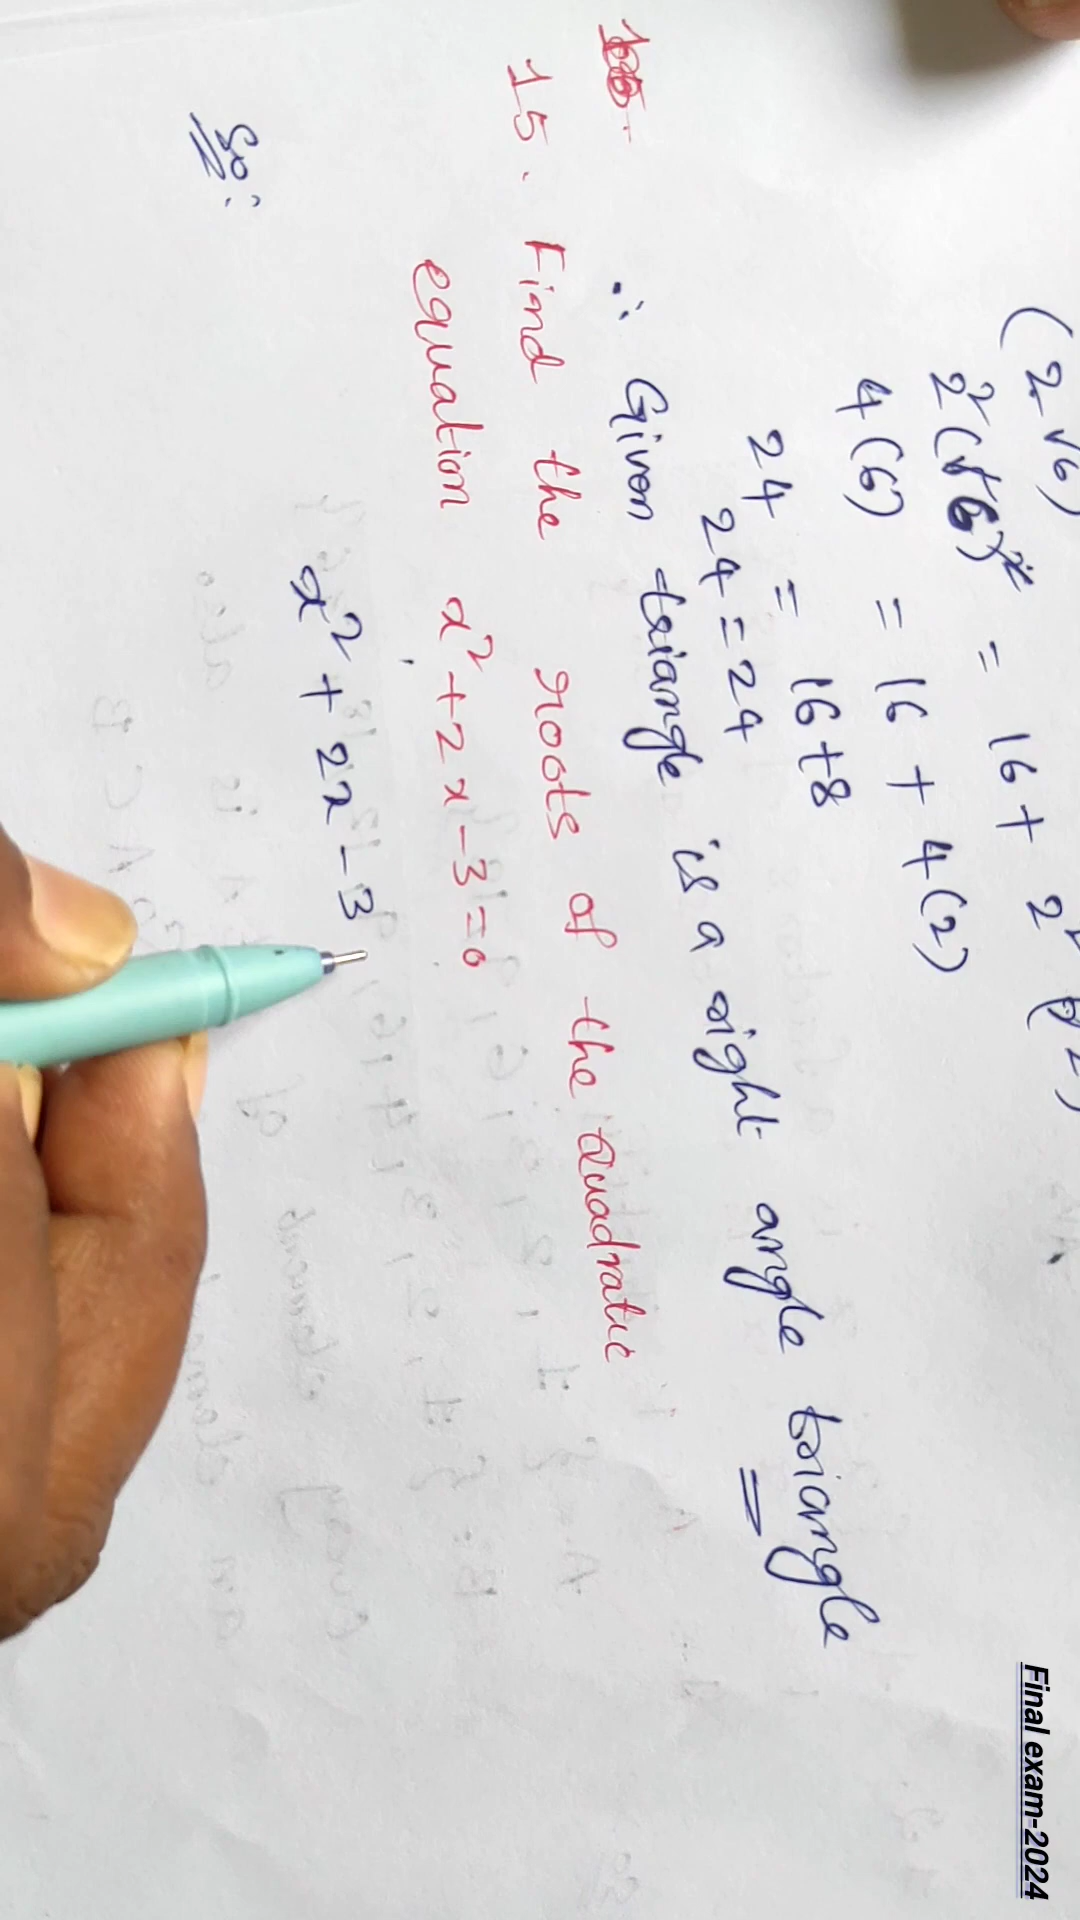 (2√6)
2²(√6)² = 16 + 2²
4(6) = 16 + 4(2)
24 = 16+8
24 = 24
∴ Given triangle is a right angle triangle
15. Find the roots of the Quadratic
equation x²+2x-3=0
So:
x² + 2x - 3
Final exam-2024